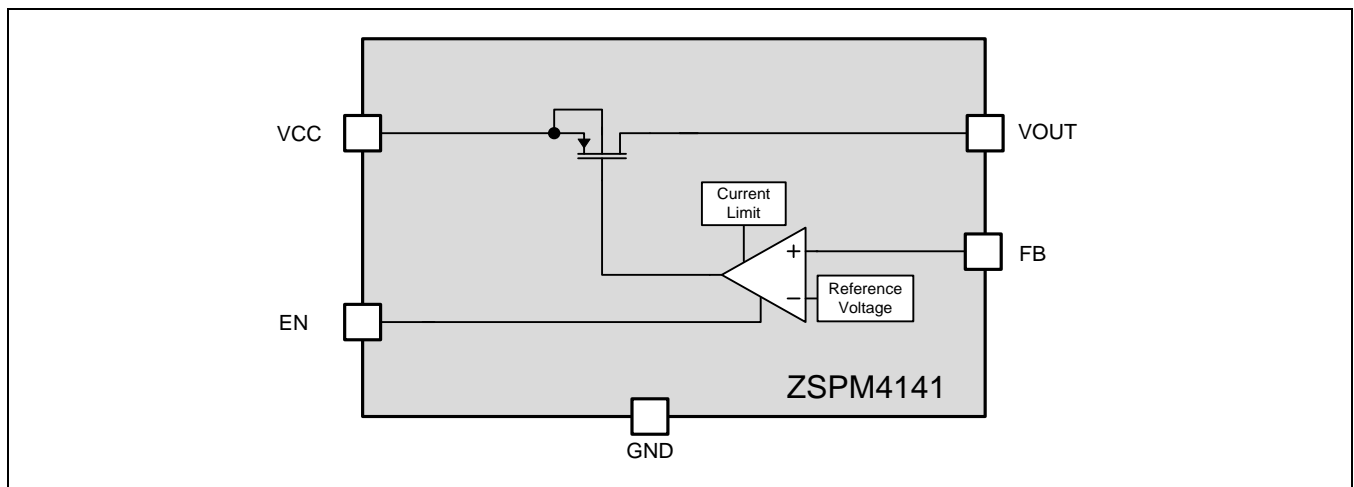 VCC
VOUT
Current
Limit
+
FB
Reference
Voltage
−
EN
ZSPM4141
GND